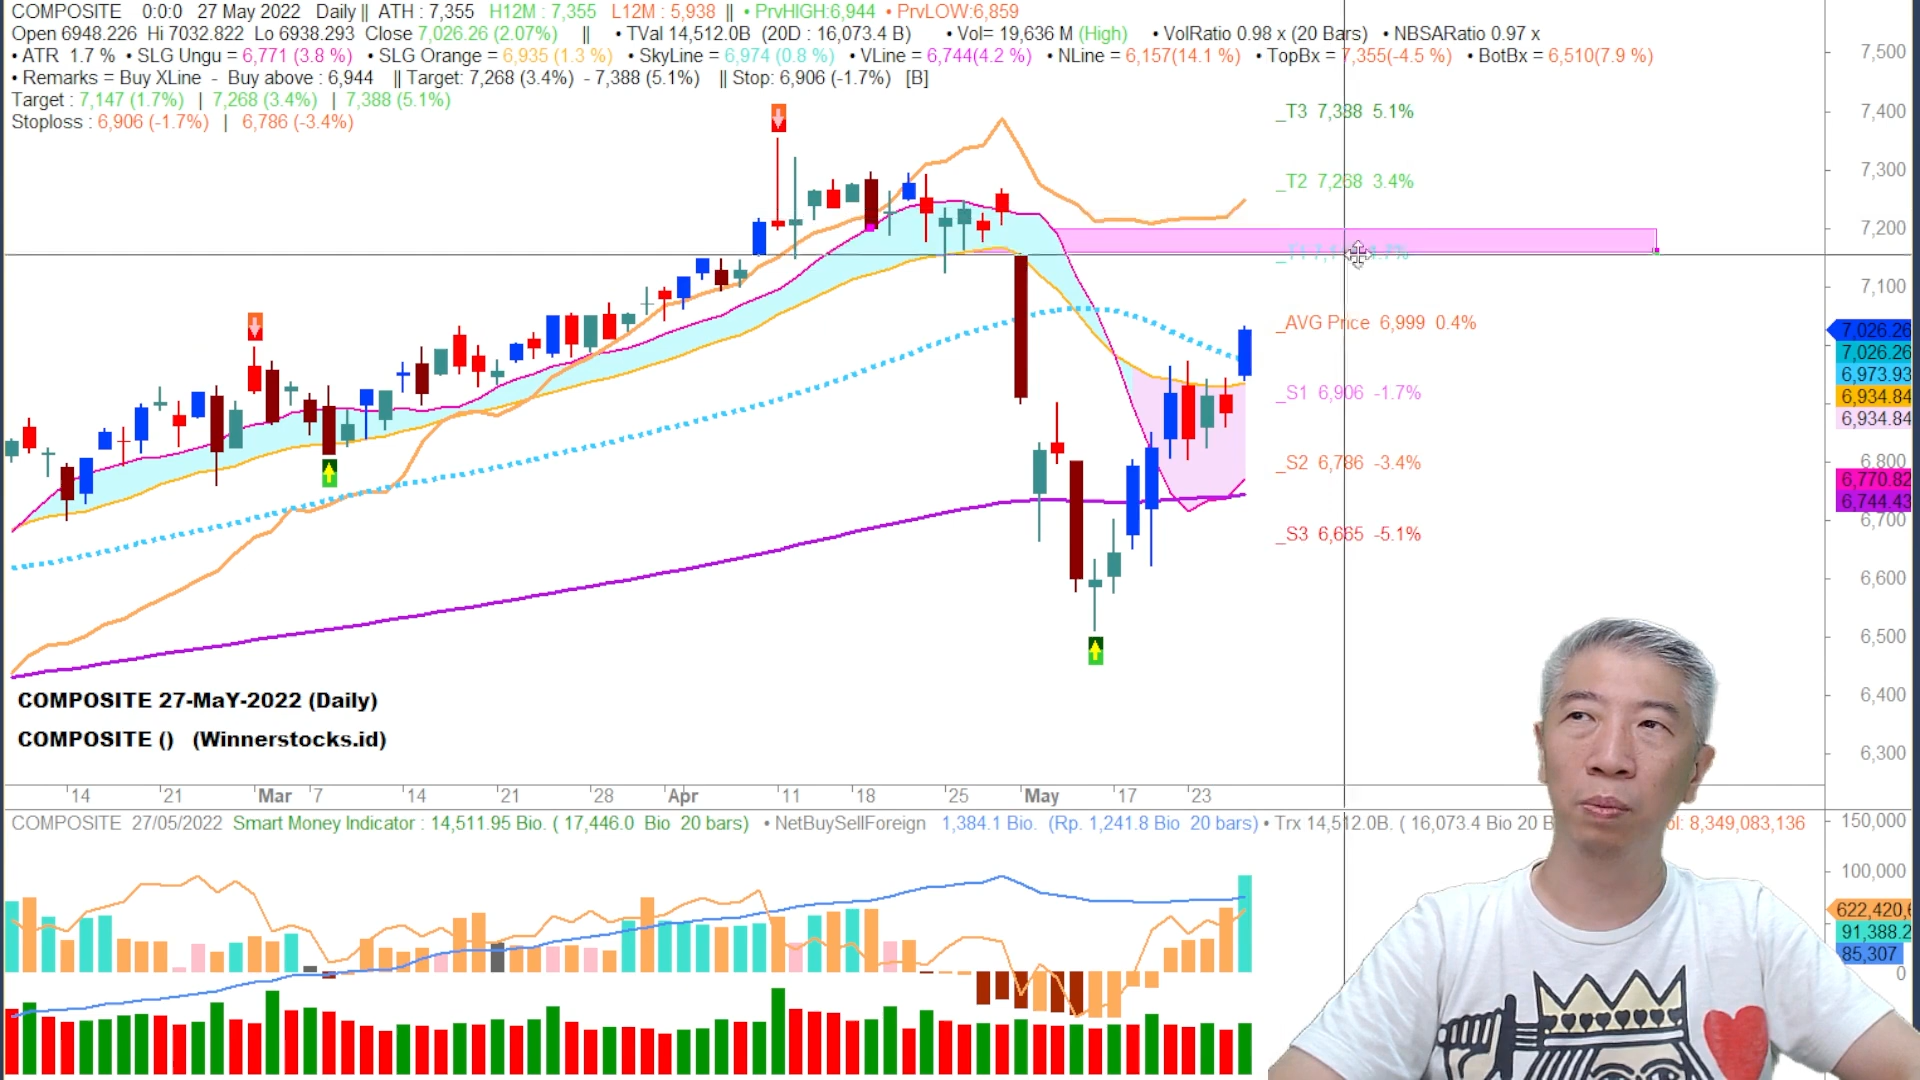 COMPOSITE 0:0:0 27 May 2022 Daily || ATH : 7,355 H12M : 7,355 L12M : 5,938 || • PrvHIGH:6,944 • PrvLOW:6,859
Open 6948.226 Hi 7032.822 Lo 6938.293 Close 7,026.26 (2.07%) || • TVal 14,512.0B (20D : 16,073.4 B) • Vol= 19,636 M (High) • VolRatio 0.98 x (20 Bars) • NBSARatio 0.97 x
• ATR 1.7 % • SLG Ungu = 6,771 (3.8 %) • SLG Orange = 6,935 (1.3 %) • SkyLine = 6,974 (0.8 %) • VLine = 6,744(4.2 %) • NLine = 6,157(14.1 %) • TopBx = 7,355(-4.5 %) • BotBx = 6,510(7.9 %)
• Remarks = Buy XLine - Buy above : 6,944 || Target: 7,268 (3.4%) - 7,388 (5.1%) || Stop: 6,906 (-1.7%) [B]
Target : 7,147 (1.7%) | 7,268 (3.4%) | 7,388 (5.1%)
Stoploss : 6,906 (-1.7%) | 6,786 (-3.4%)
_T3 7,388 5.1%
_T2 7,268 3.4%
_AVG Price 6,999 0.4%
_S1 6,906 -1.7%
_S2 6,786 -3.4%
_S3 6,665 -5.1%
7,500
7,400
7,300
7,200
7,100
7,026.26
7,026.26
6,973.93
6,934.84
6,934.84
6,800
6,770.82
6,744.43
6,700
6,600
6,500
6,400
6,300
COMPOSITE 27-MaY-2022 (Daily)
COMPOSITE () (Winnerstocks.id)
14 21 Mar 7 14 21 28 Apr 11 18 25 May 17 23
COMPOSITE 27/05/2022 Smart Money Indicator : 14,511.95 Bio. ( 17,446.0 Bio 20 bars) • NetBuySellForeign 1,384.1 Bio. (Rp. 1,241.8 Bio 20 bars) • Trx 14,512.0B. ( 16,073.4 Bio 20 8,349,083,136
150,000
100,000
91,388.2
85,307
0